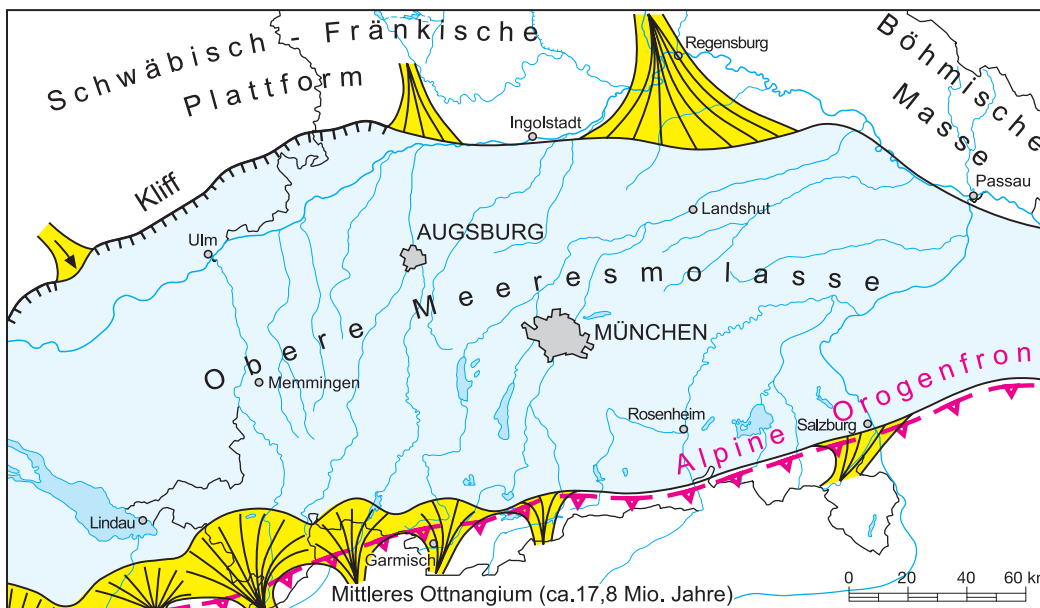 Schwäbisch - Fränkische
Plattform
Böhmische
Masse
Regensburg
Ingolstadt
Kliff
Passau
Landshut
Ulm
AUGSBURG
Obere Meeresmolasse
MÜNCHEN
Memmingen
Rosenheim
Salzburg
Alpine Orogenfron
Lindau
Garmisch
Mittleres Ottnangium (ca.17,8 Mio. Jahre)
0 20 40 60 km